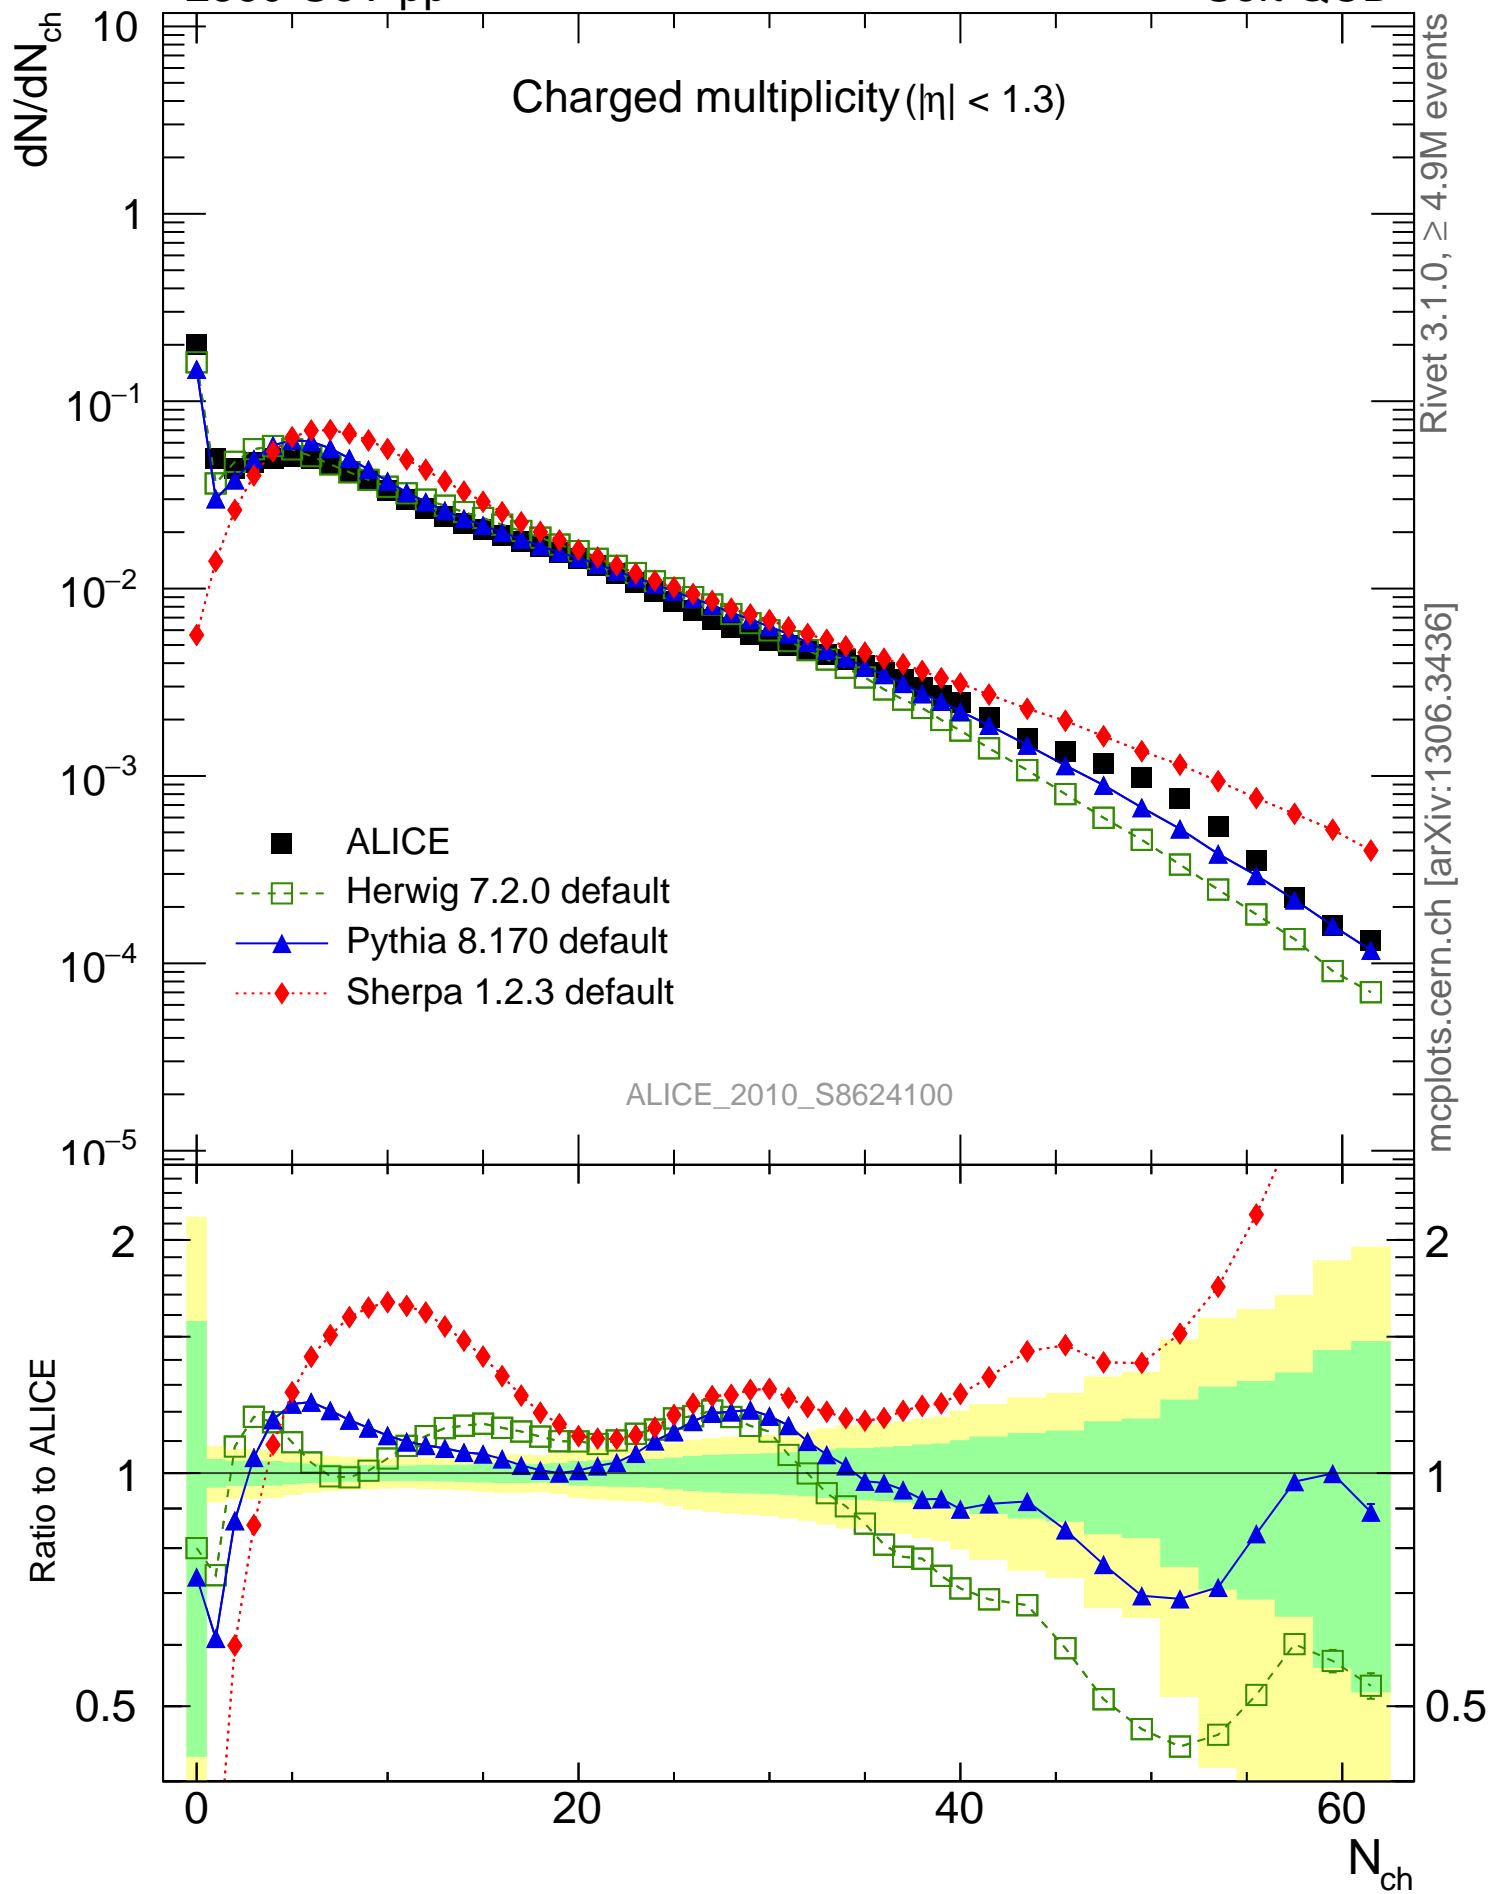 dN/dNch
Charged multiplicity (|η| < 1.3)
10
1
10−1
10−2
10−3
10−4
10−5
ALICE
Herwig 7.2.0 default
Pythia 8.170 default
Sherpa 1.2.3 default
ALICE_2010_S8624100
Rivet 3.1.0, ≥ 4.9M events
mcplots.cern.ch [arXiv:1306.3436]
Ratio to ALICE
2
1
0.5
2
1
0.5
0
20
40
60
Nch